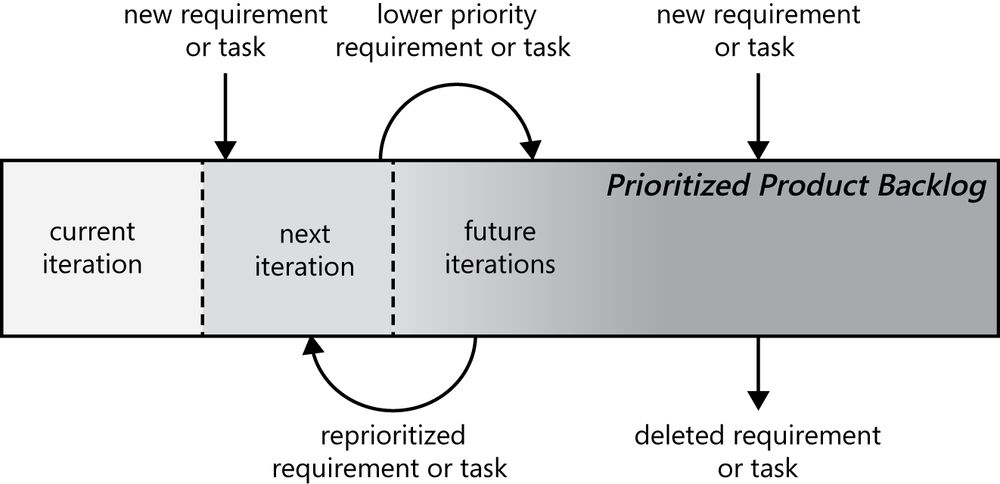 new requirement
or task
lower priority
requirement or task
new requirement
or task
Prioritized Product Backlog
current
iteration
next
iteration
future
iterations
reprioritized
requirement or task
deleted requirement
or task